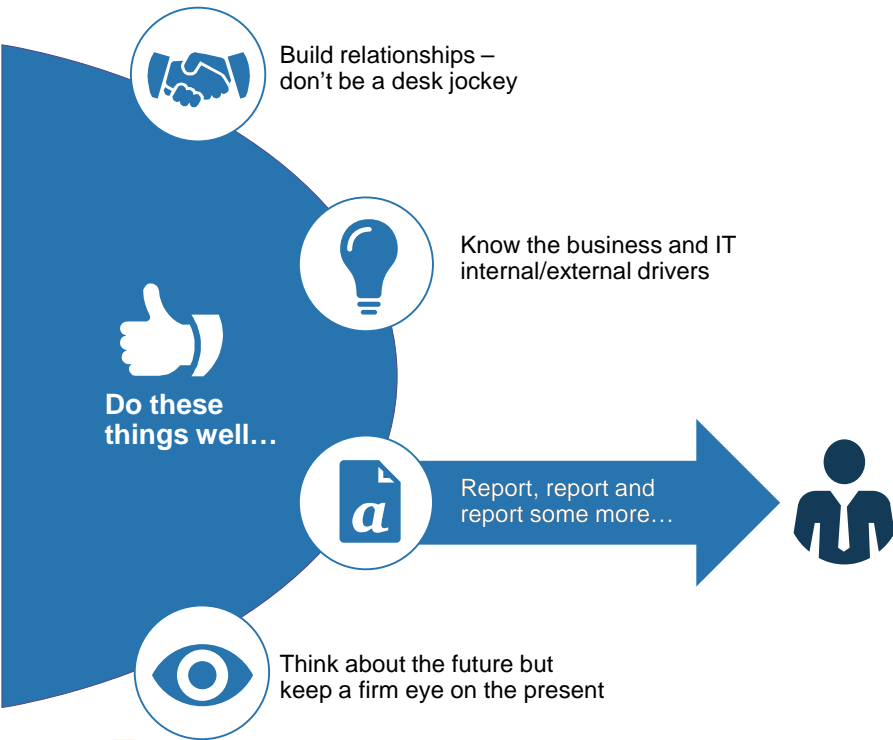 Build relationships –
don't be a desk jockey
Know the business and IT
internal/external drivers
Do these
things well…
a
Report, report and
report some more…
Think about the future but
keep a firm eye on the present